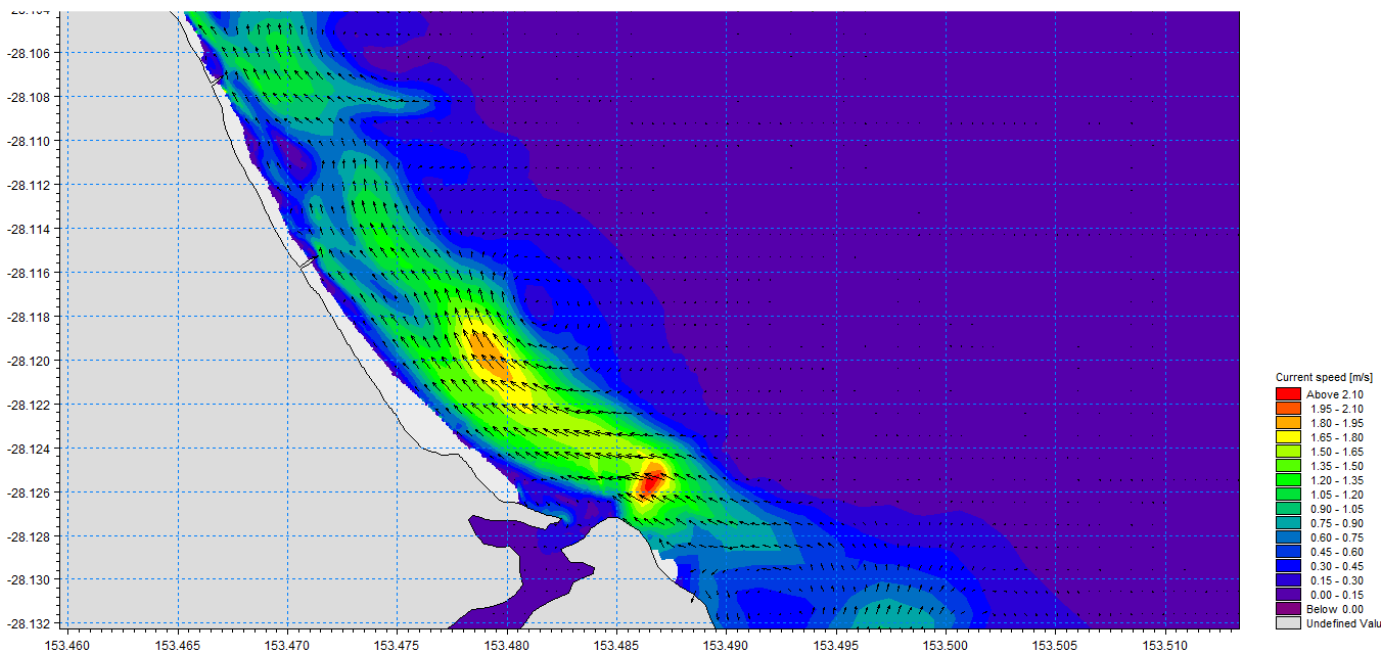 -28.104
-28.106
-28.108
-28.110
-28.112
-28.114
-28.116
-28.118
-28.120
-28.122
-28.124
-28.126
-28.128
-28.130
-28.132
153.460 153.465 153.470 153.475 153.480 153.485 153.490 153.495 153.500 153.505 153.510
Current speed [m/s]
Above 2.10
1.95 - 2.10
1.80 - 1.95
1.65 - 1.80
1.50 - 1.65
1.35 - 1.50
1.20 - 1.35
1.05 - 1.20
0.90 - 1.05
0.75 - 0.90
0.60 - 0.75
0.45 - 0.60
0.30 - 0.45
0.15 - 0.30
0.00 - 0.15
Below 0.00
Undefined Valu